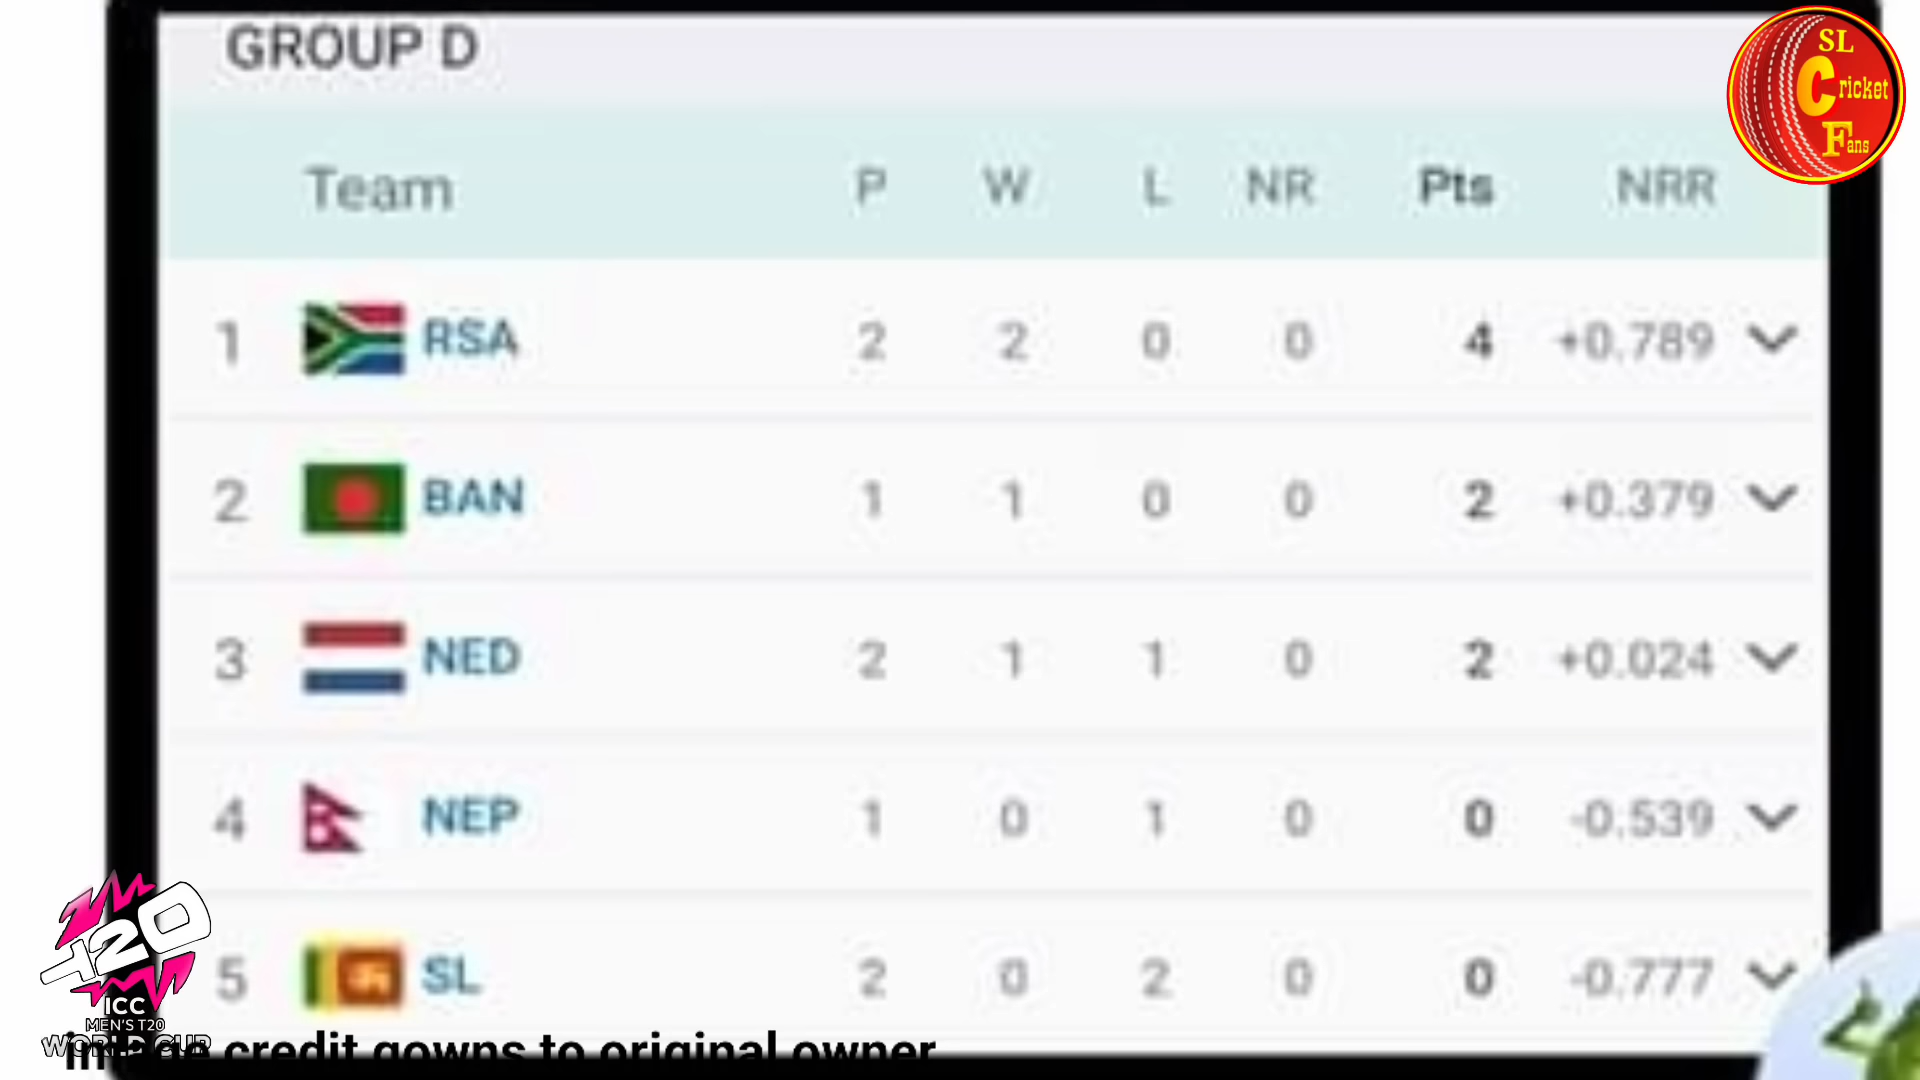 GROUP D
SL
Cricket
Fans
Team P W L NR Pts NRR
1 RSA 2 2 0 0 4 +0.789
2 BAN 1 1 0 0 2 +0.379
3 NED 2 1 1 0 2 +0.024
4 NEP 1 0 1 0 0 -0.539
5 SL 2 0 2 0 0 -0.777
T20
ICC
MEN'S T20
WORLD CUP
credit gowns to original owner